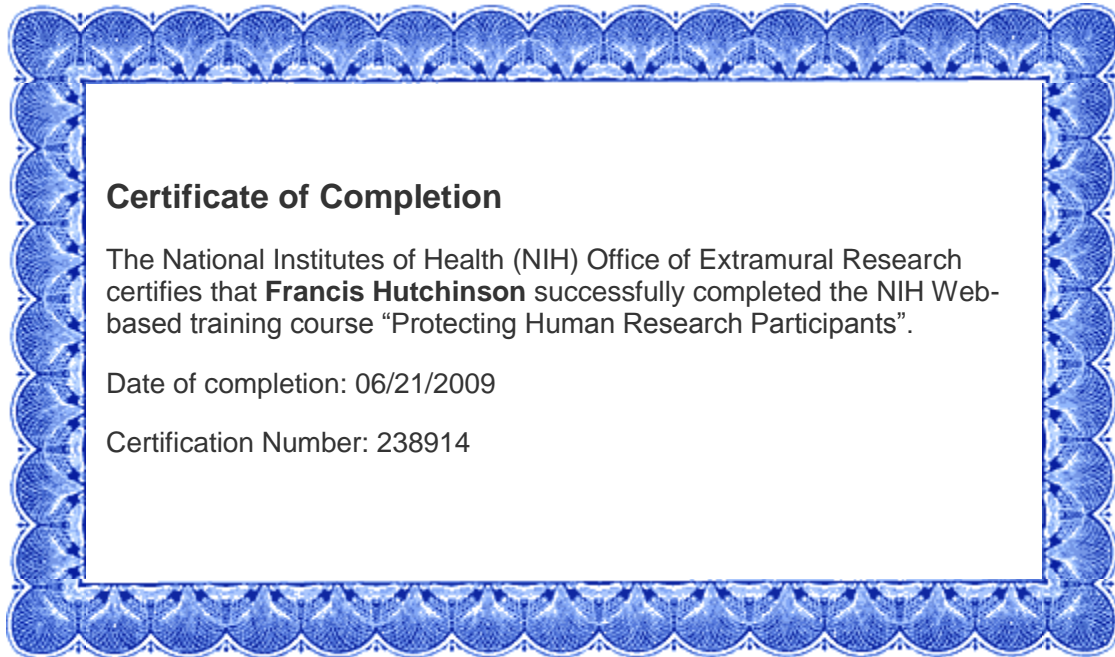 Certificate of Completion
The National Institutes of Health (NIH) Office of Extramural Research
certifies that Francis Hutchinson successfully completed the NIH Web-
based training course “Protecting Human Research Participants”.
Date of completion: 06/21/2009
Certification Number: 238914